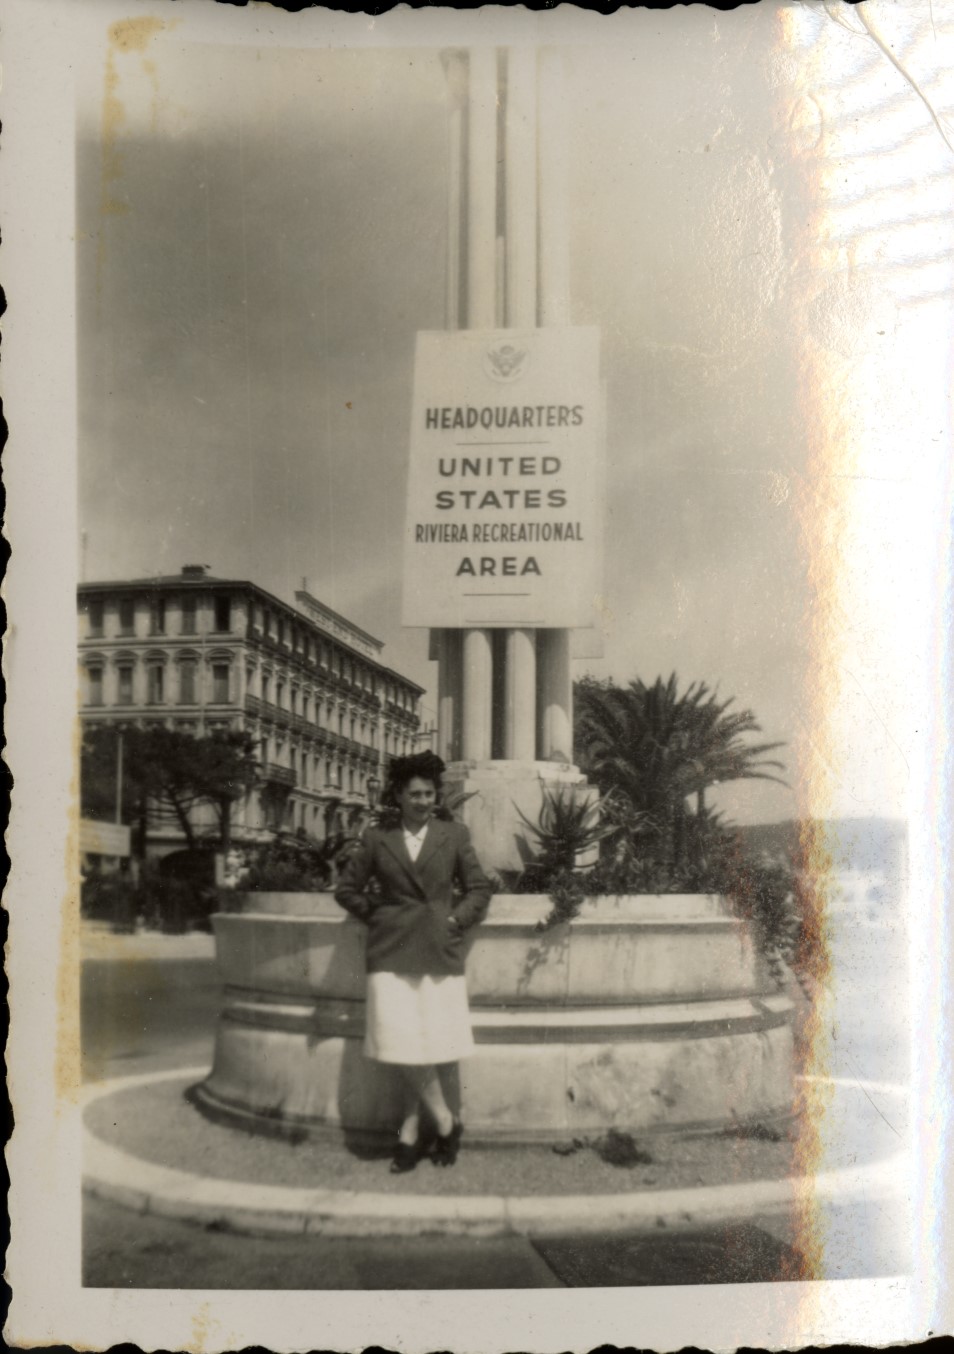 HEADQUARTERS
UNITED
STATES
RIVIERA RECREATIONAL
AREA